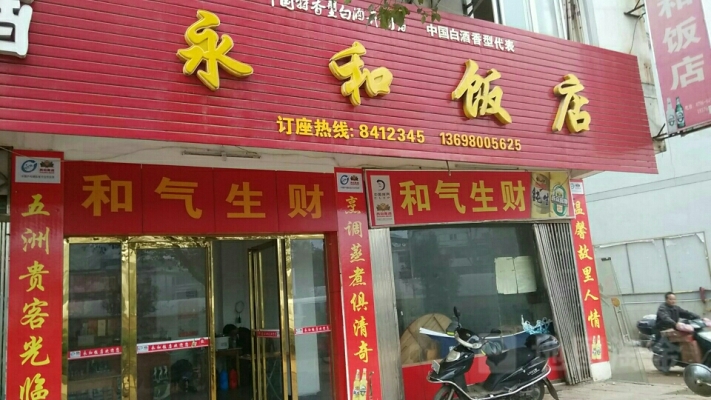 中国白酒香型代表
永和饭店
订座热线: 8412345 13698005625
和气生财
和气生财
五洲贵客光临
烹调蒸煮俱清奇
温馨故里人情
和饭店